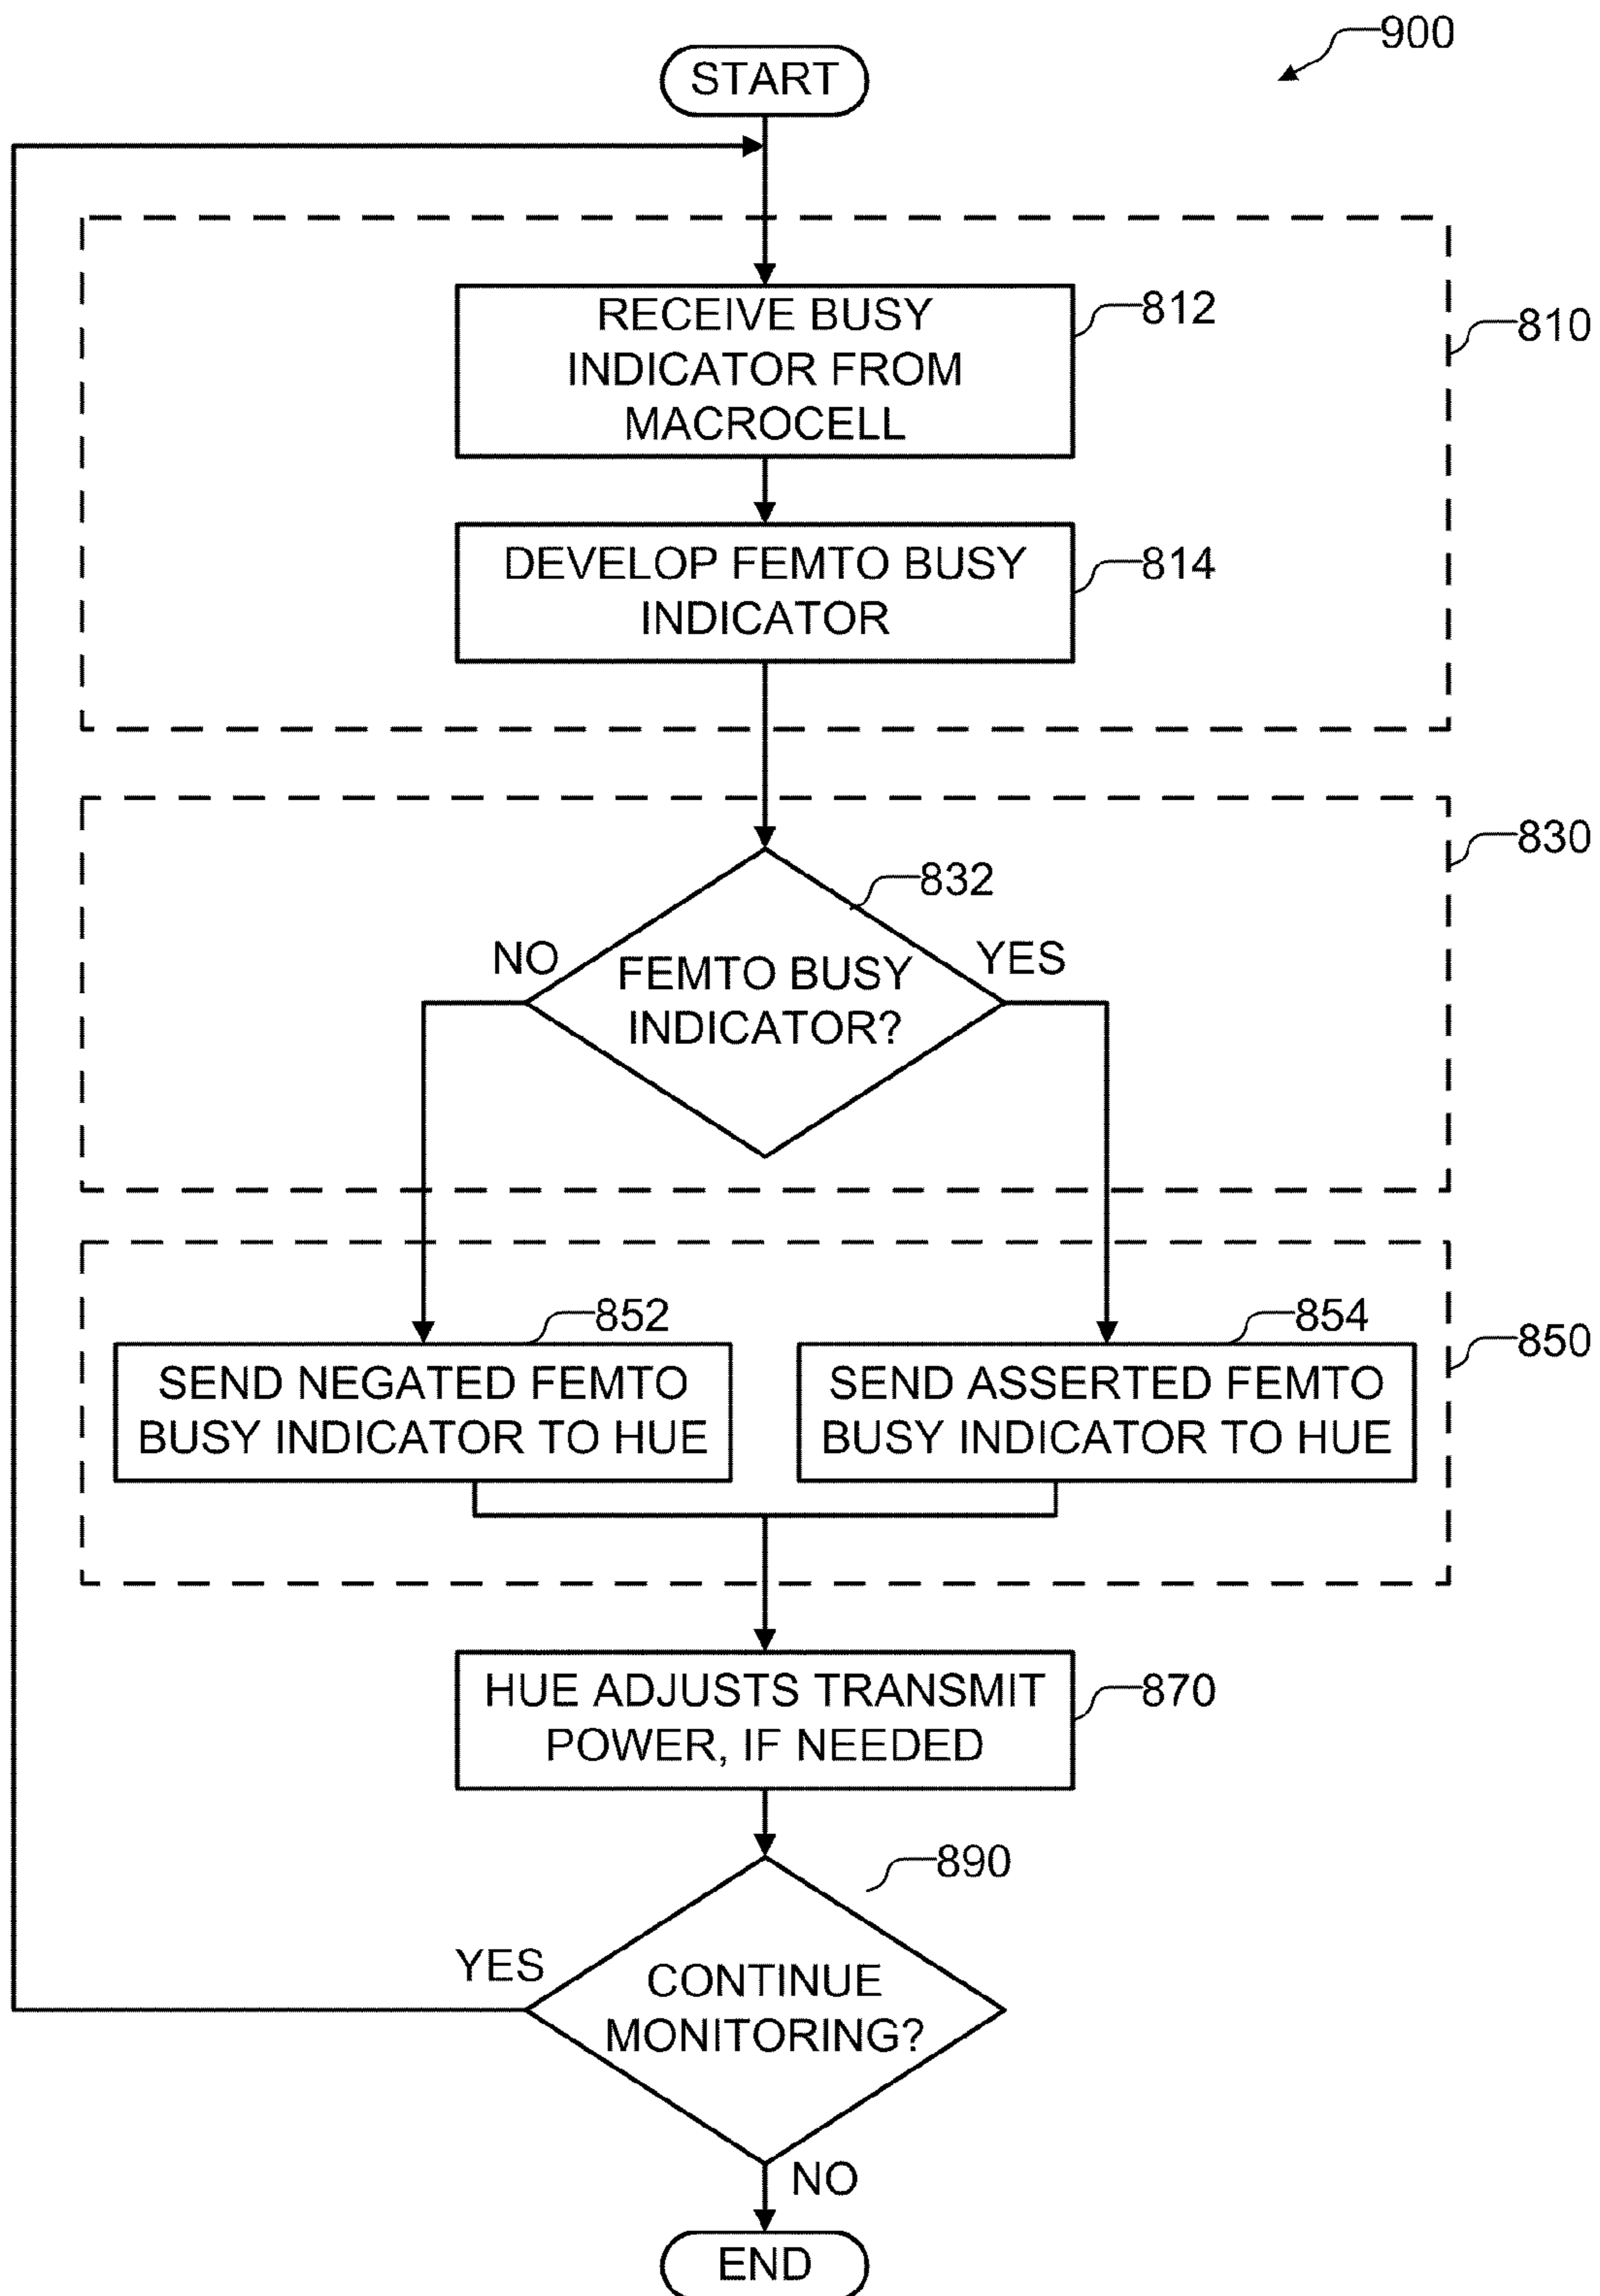 900
START
RECEIVE BUSY
INDICATOR FROM
MACROCELL
812
810
DEVELOP FEMTO BUSY
INDICATOR
814
830
832
NO
YES
FEMTO BUSY
INDICATOR?
852
854
850
SEND NEGATED FEMTO
BUSY INDICATOR TO HUE
SEND ASSERTED FEMTO
BUSY INDICATOR TO HUE
HUE ADJUSTS TRANSMIT
POWER, IF NEEDED
870
890
YES
CONTINUE
MONITORING?
NO
END